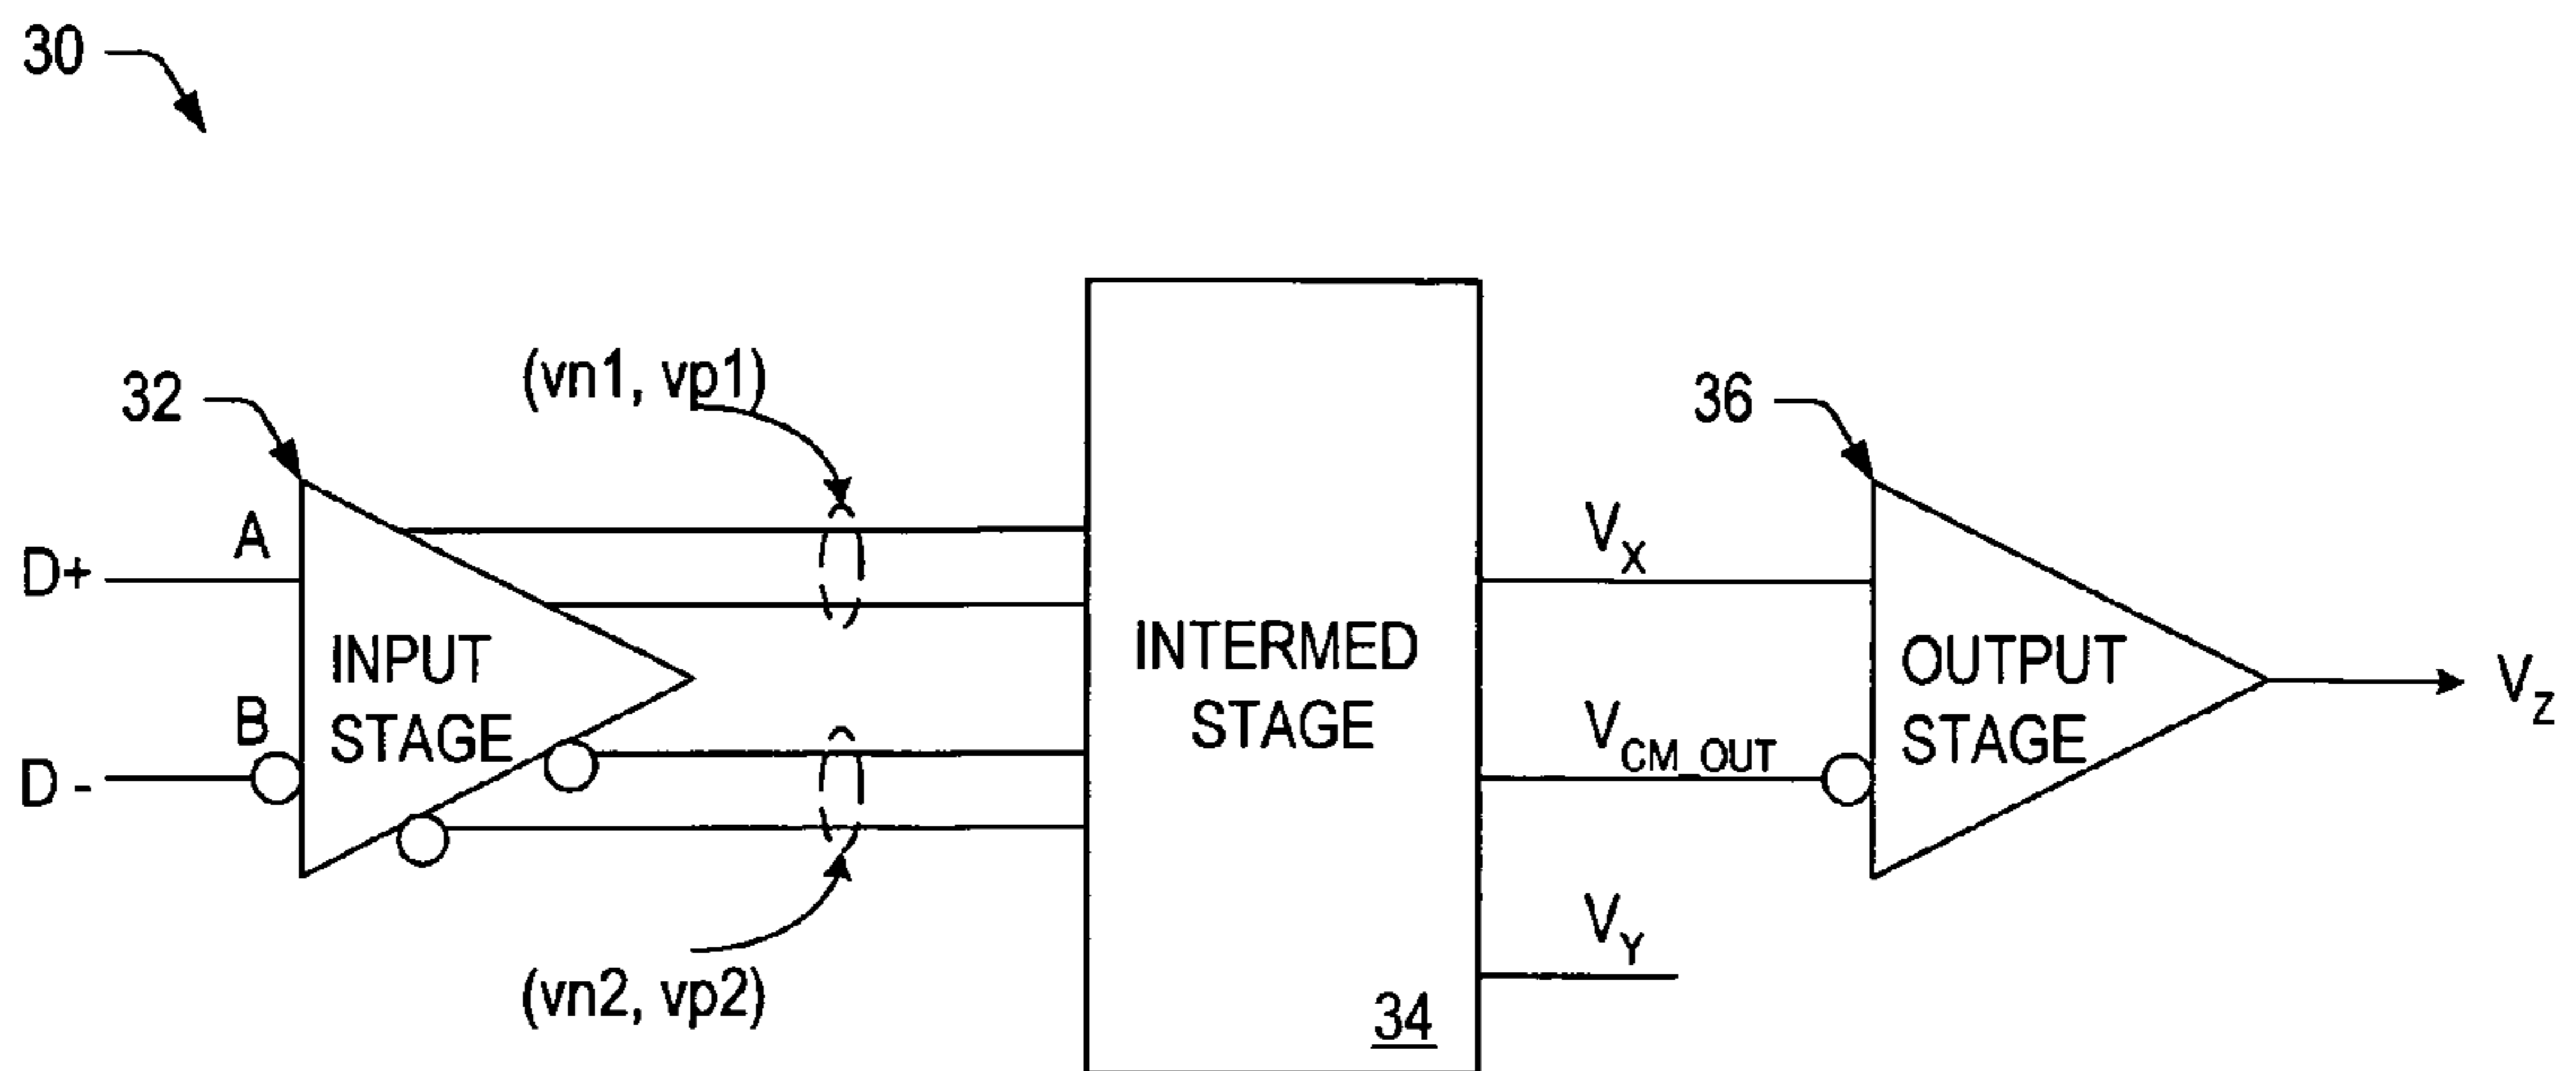 30
(vn1, vp1)
32
36
A
D+
B
D -
INPUT
STAGE
INTERMED
STAGE
34
V_X
V_CM_OUT
V_Y
OUTPUT
STAGE
V_Z
(vn2, vp2)